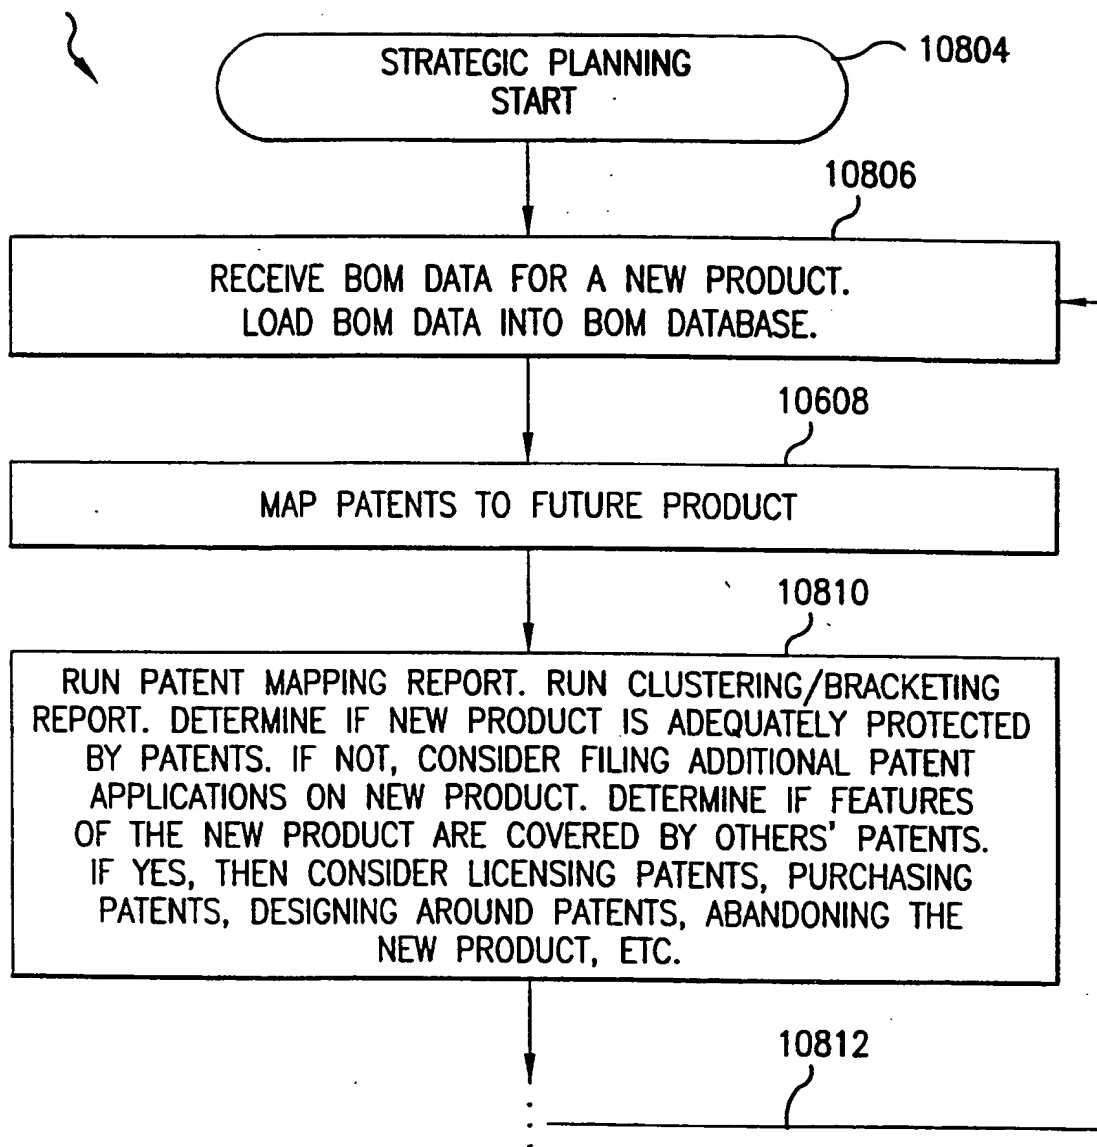 STRATEGIC PLANNING
START
10804
10806
RECEIVE BOM DATA FOR A NEW PRODUCT.
LOAD BOM DATA INTO BOM DATABASE.
10608
MAP PATENTS TO FUTURE PRODUCT
10810
RUN PATENT MAPPING REPORT. RUN CLUSTERING/BRACKETING
REPORT. DETERMINE IF NEW PRODUCT IS ADEQUATELY PROTECTED
BY PATENTS. IF NOT, CONSIDER FILING ADDITIONAL PATENT
APPLICATIONS ON NEW PRODUCT. DETERMINE IF FEATURES
OF THE NEW PRODUCT ARE COVERED BY OTHERS' PATENTS.
IF YES, THEN CONSIDER LICENSING PATENTS, PURCHASING
PATENTS, DESIGNING AROUND PATENTS, ABANDONING THE
NEW PRODUCT, ETC.
10812